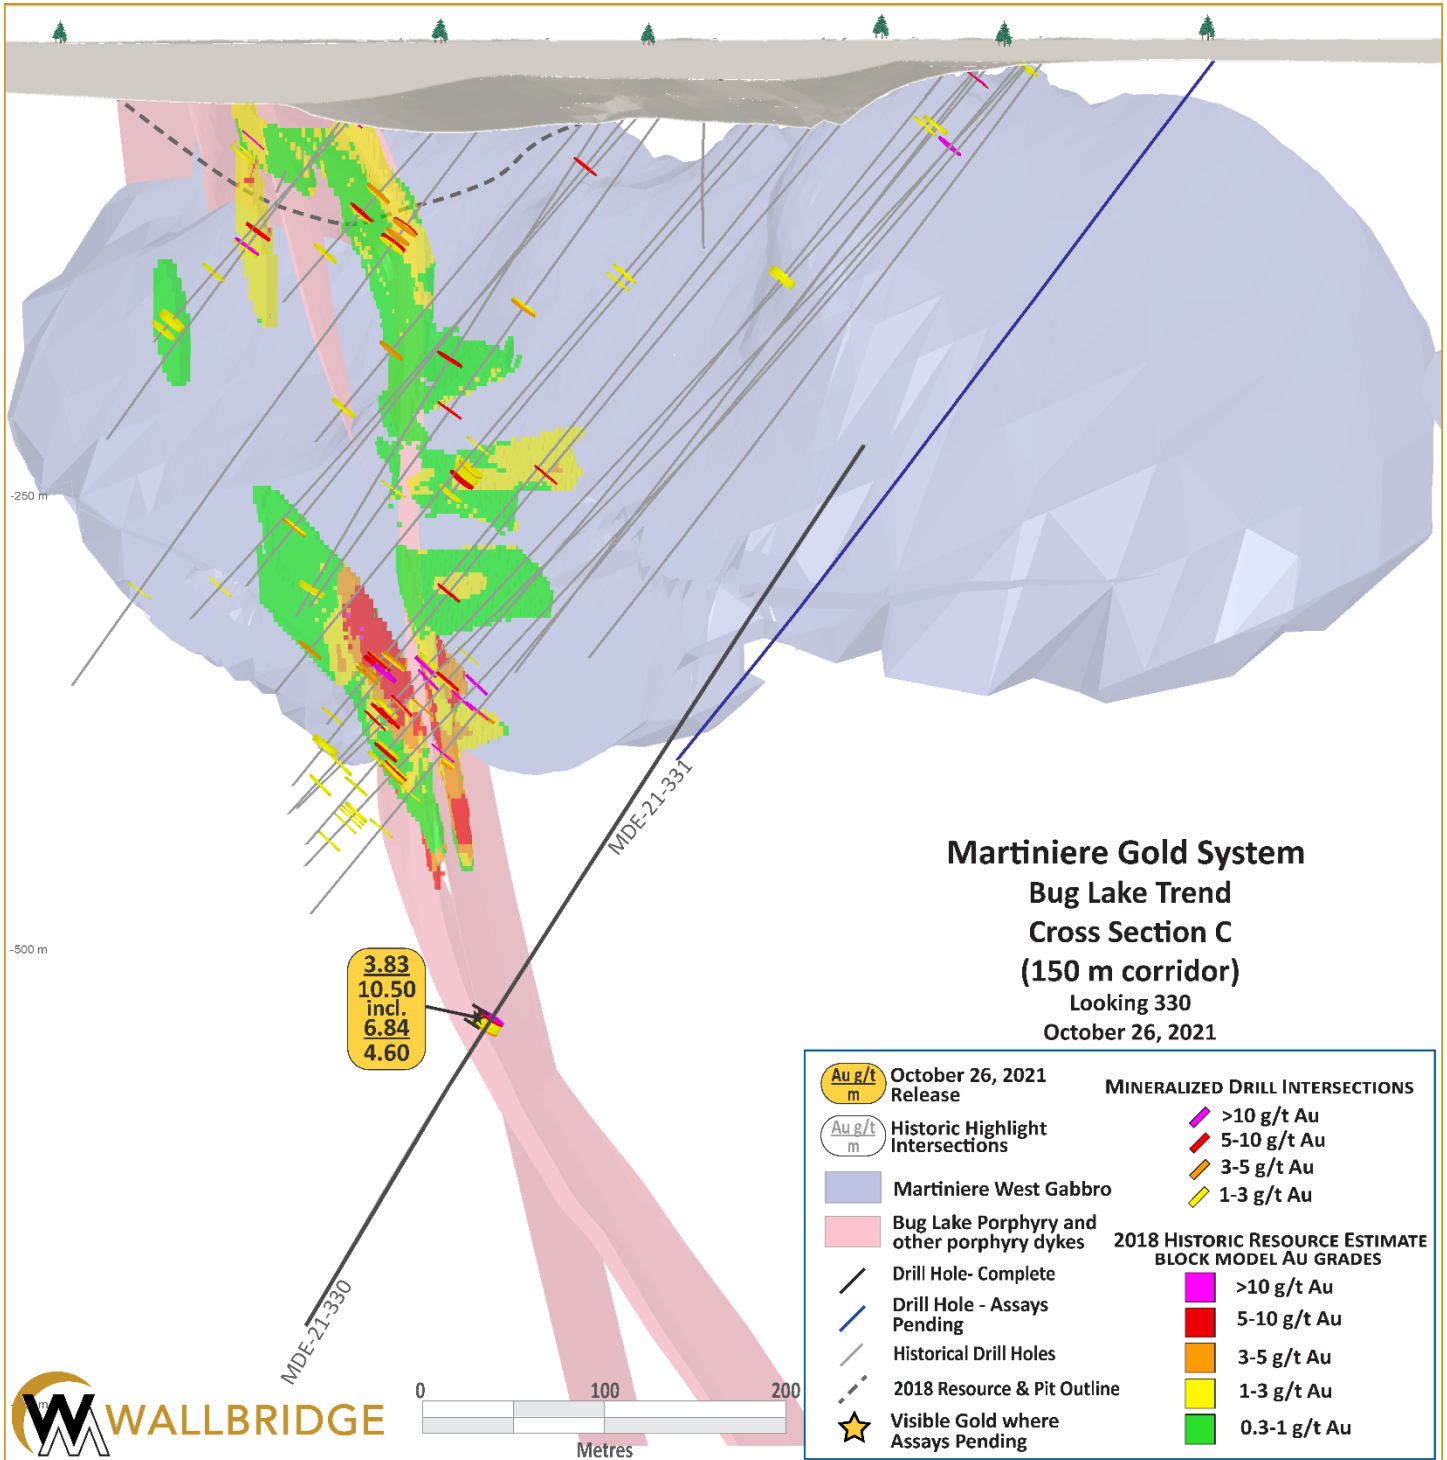 -250 m
-500 m
MDE-21-331
MDE-21-330
3.83
10.50
incl.
6.84
4.60
Martiniere Gold System
Bug Lake Trend
Cross Section C
(150 m corridor)
Looking 330
October 26, 2021
Au g/t
m
October 26, 2021
Release
Au g/t
m
Historic Highlight
Intersections
Martiniere West Gabbro
Bug Lake Porphyry and
other porphyry dykes
Drill Hole- Complete
Drill Hole - Assays
Pending
Historical Drill Holes
2018 Resource & Pit Outline
Visible Gold where
Assays Pending
MINERALIZED DRILL INTERSECTIONS
>10 g/t Au
5-10 g/t Au
3-5 g/t Au
1-3 g/t Au
2018 HISTORIC RESOURCE ESTIMATE
BLOCK MODEL AU GRADES
>10 g/t Au
5-10 g/t Au
3-5 g/t Au
1-3 g/t Au
0.3-1 g/t Au
WALLBRIDGE
0 100 200
Metres